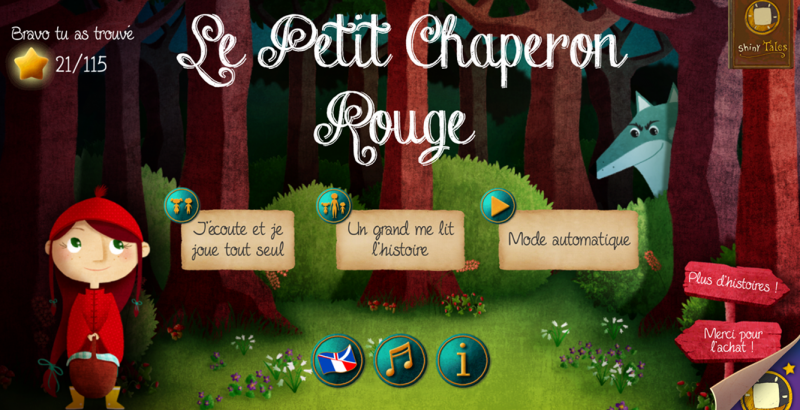 Bravo tu as trouvé
21/115
Le Petit Chaperon
Rouge
Shiny Tales
J'écoute et je
joue tout seul
Un grand me lit
l'histoire
Mode automatique
Plus d'histoires !
Merci pour
l'achat !